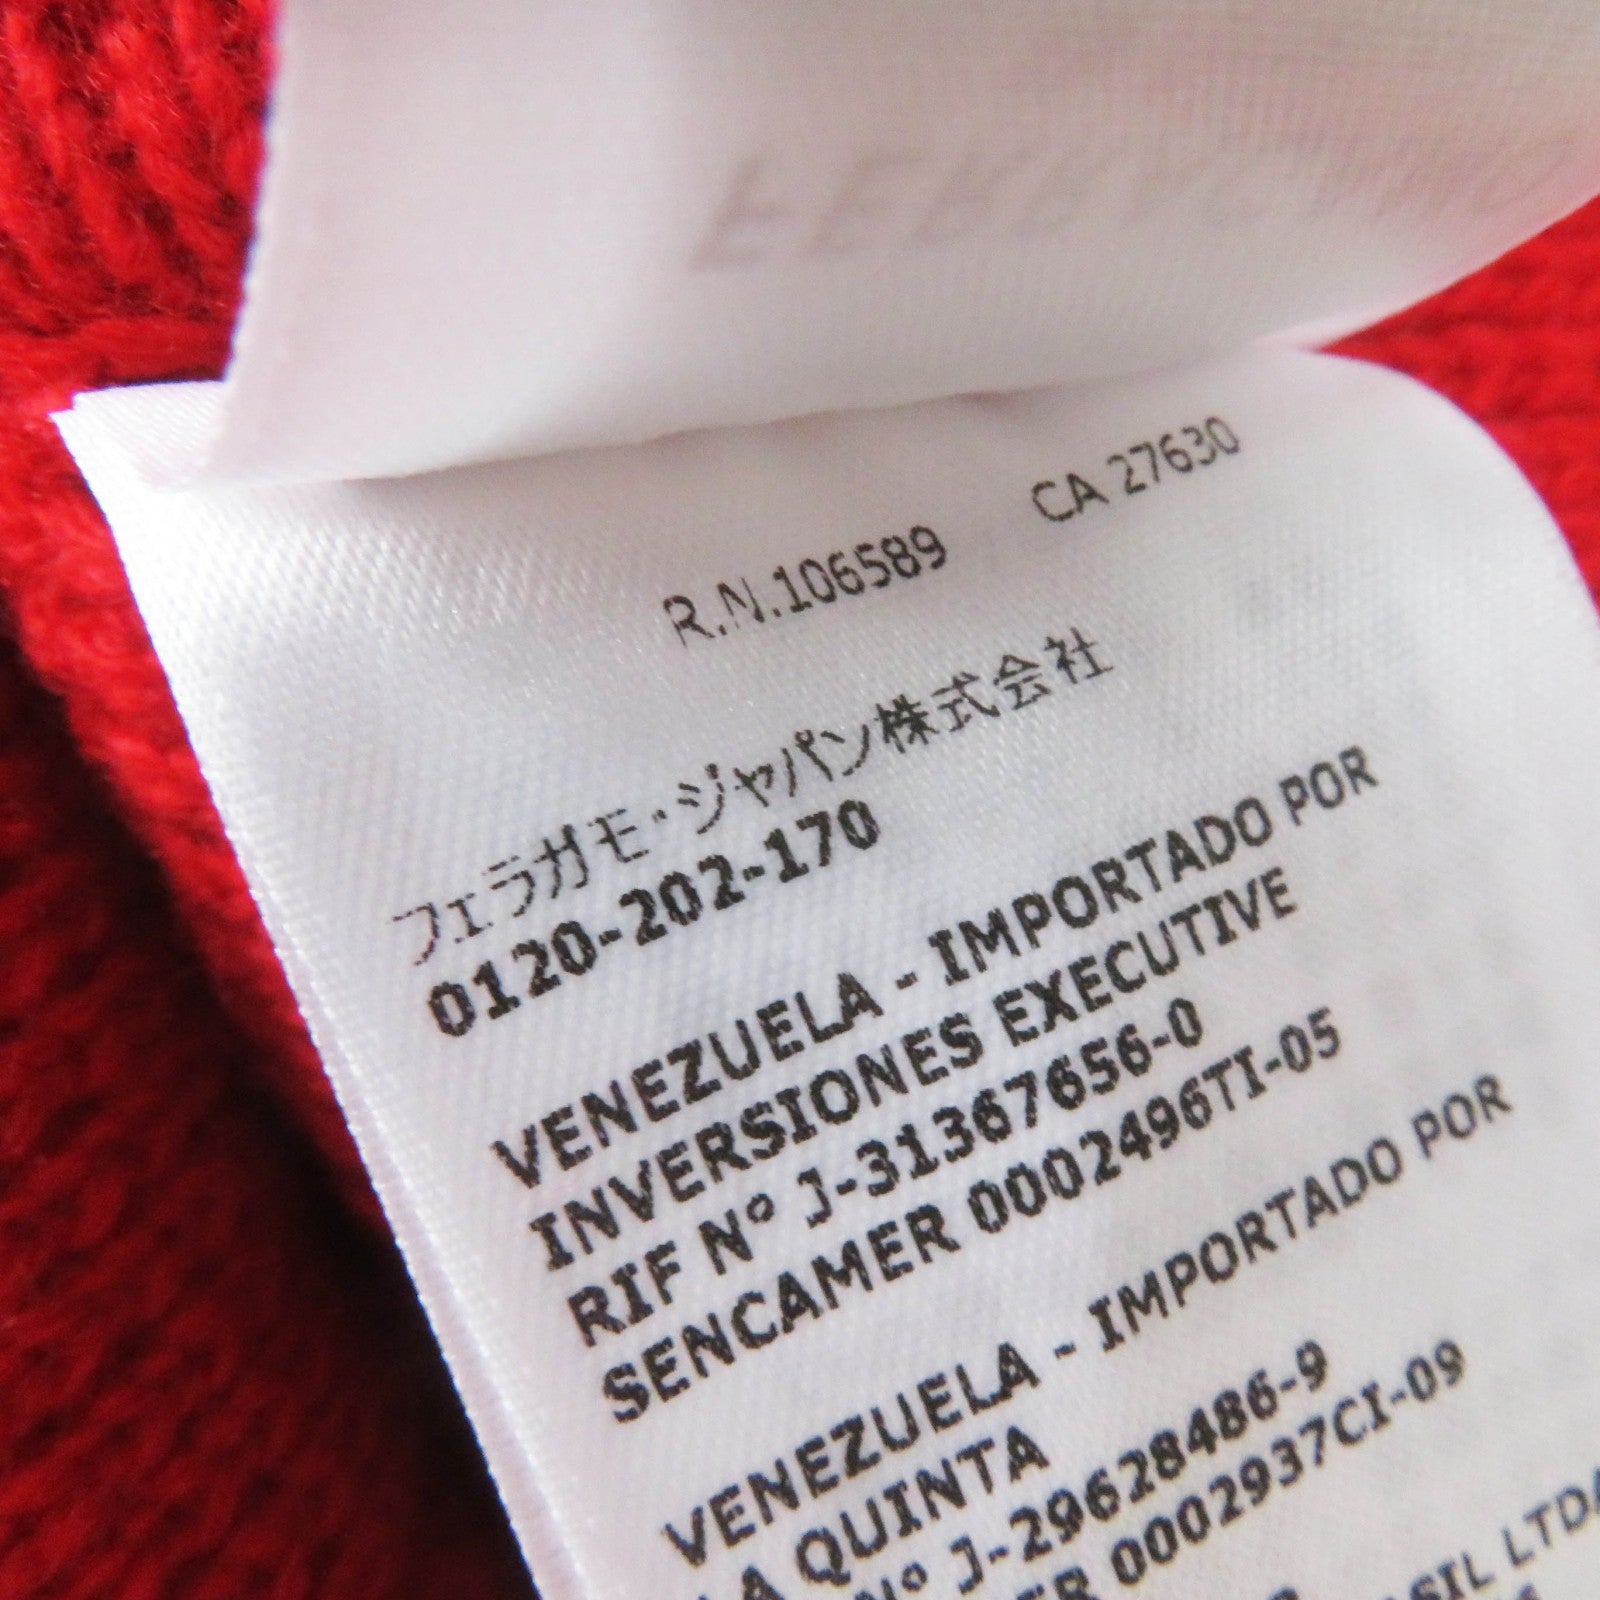 R.N.106589 CA 27630
フェラガモ・ジャパン株式会社
0120-202-170
VENEZUELA - IMPORTADO POR
INVERSIONES EXECUTIVE
RIF N° J-31367656-0
SENCAMER 0002496TI-05
VENEZUELA - IMPORTADO POR
LA QUINTA
N° J-29628486-9
0002937CI-09
LTDA